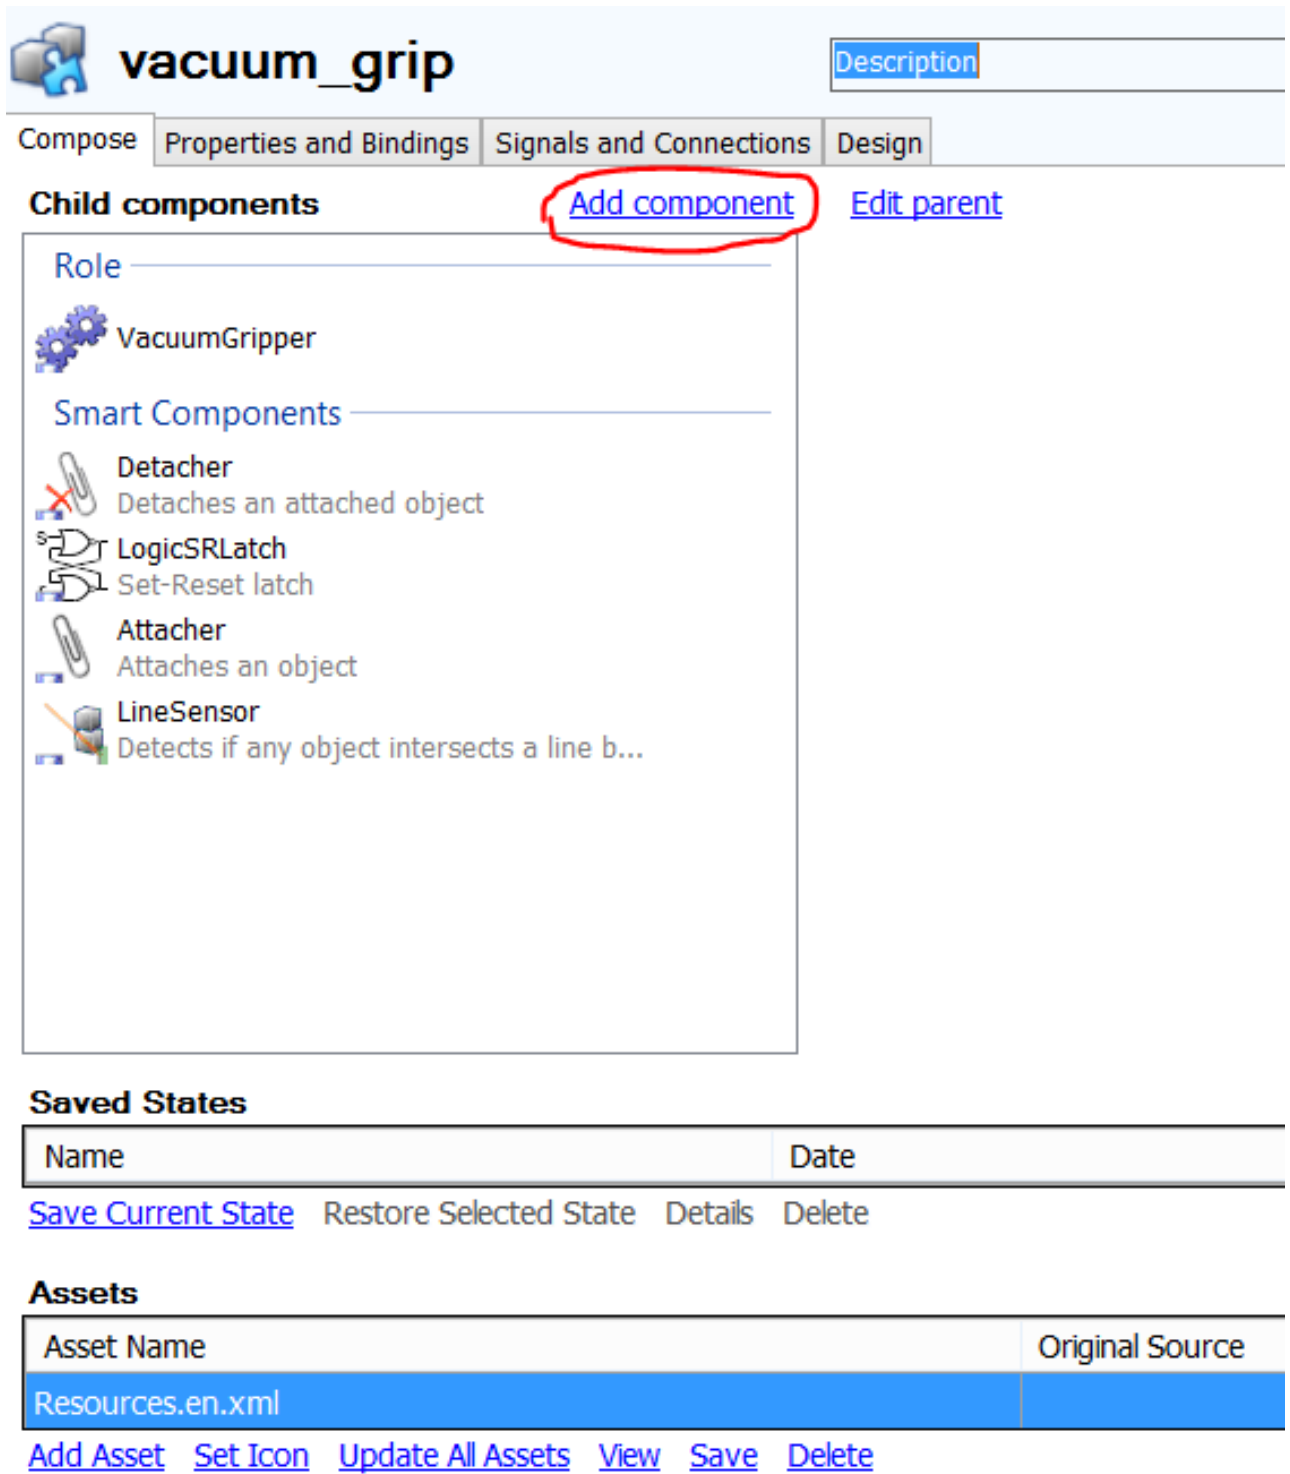 vacuum_grip
Description
Compose Properties and Bindings Signals and Connections Design
Child components Add component Edit parent
Role
VacuumGripper
Smart Components
Detacher
Detaches an attached object
S
LogicSRLatch
Set-Reset latch
Attacher
Attaches an object
LineSensor
Detects if any object intersects a line b...
Saved States
Name Date
Save Current State Restore Selected State Details Delete
Assets
Asset Name Original Source
Resources.en.xml
Add Asset Set Icon Update All Assets View Save Delete